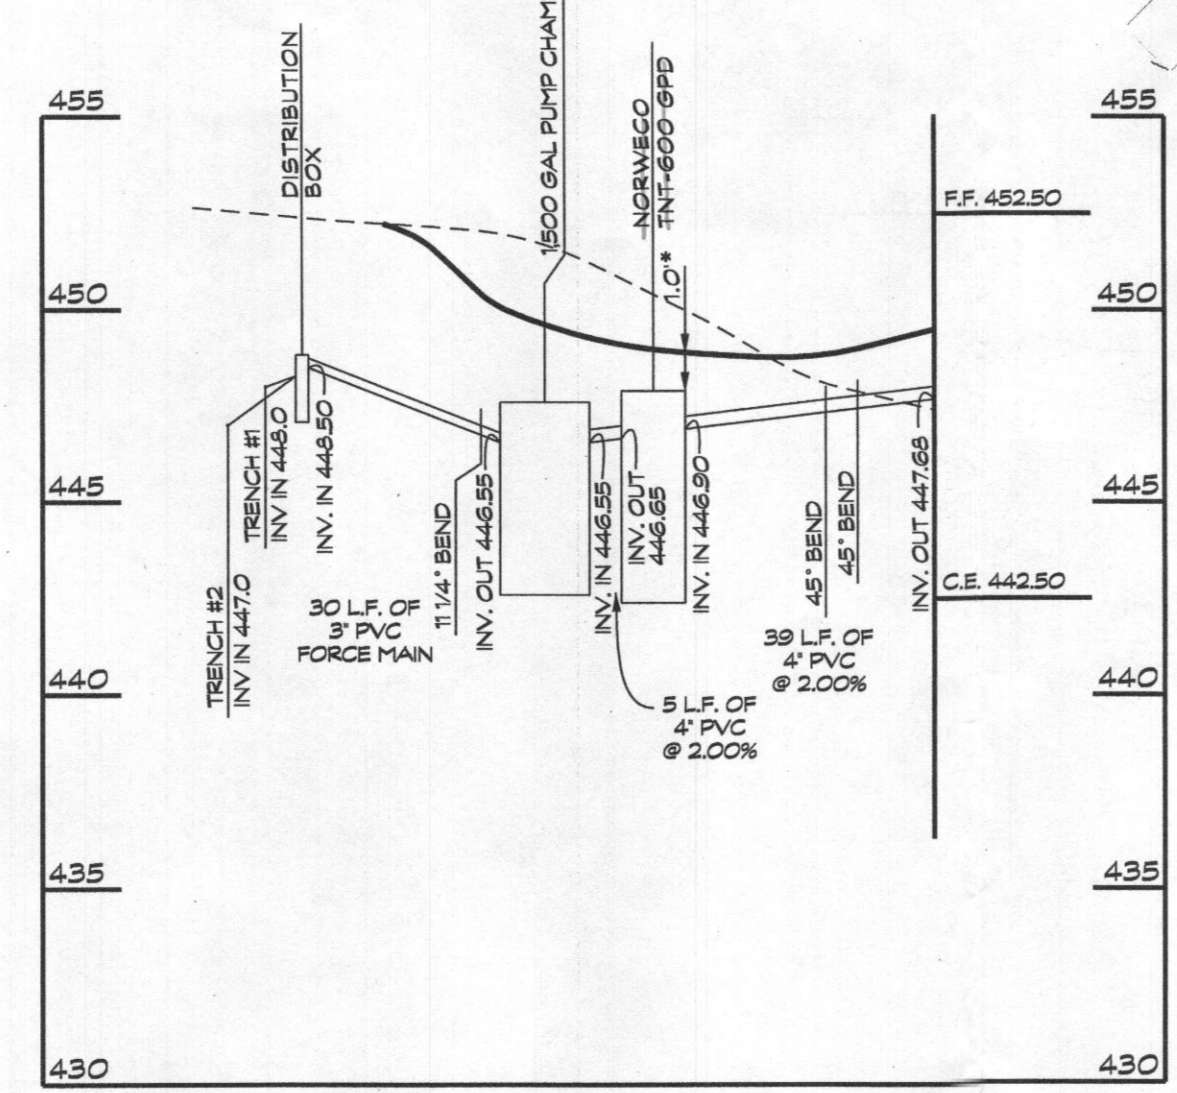 455
DISTRIBUTION
BOX
1,500 GAL PUMP CHAM
NORWECO
TNT-600 GPD
1.0'*
455
F.F. 452.50
450
450
TRENCH #1
INV IN 448.0
INV. IN 448.50
TRENCH #2
INV IN 447.0
445
11 1/4° BEND
INV. OUT 446.55
INV. IN 446.55
INV. OUT
446.65
INV. IN 446.90
45° BEND
45° BEND
INV. OUT 447.68
445
C.E. 442.50
30 L.F. OF
3" PVC
FORCE MAIN
39 L.F. OF
4" PVC
@ 2.00%
5 L.F. OF
4" PVC
@ 2.00%
440
440
435
435
430
430